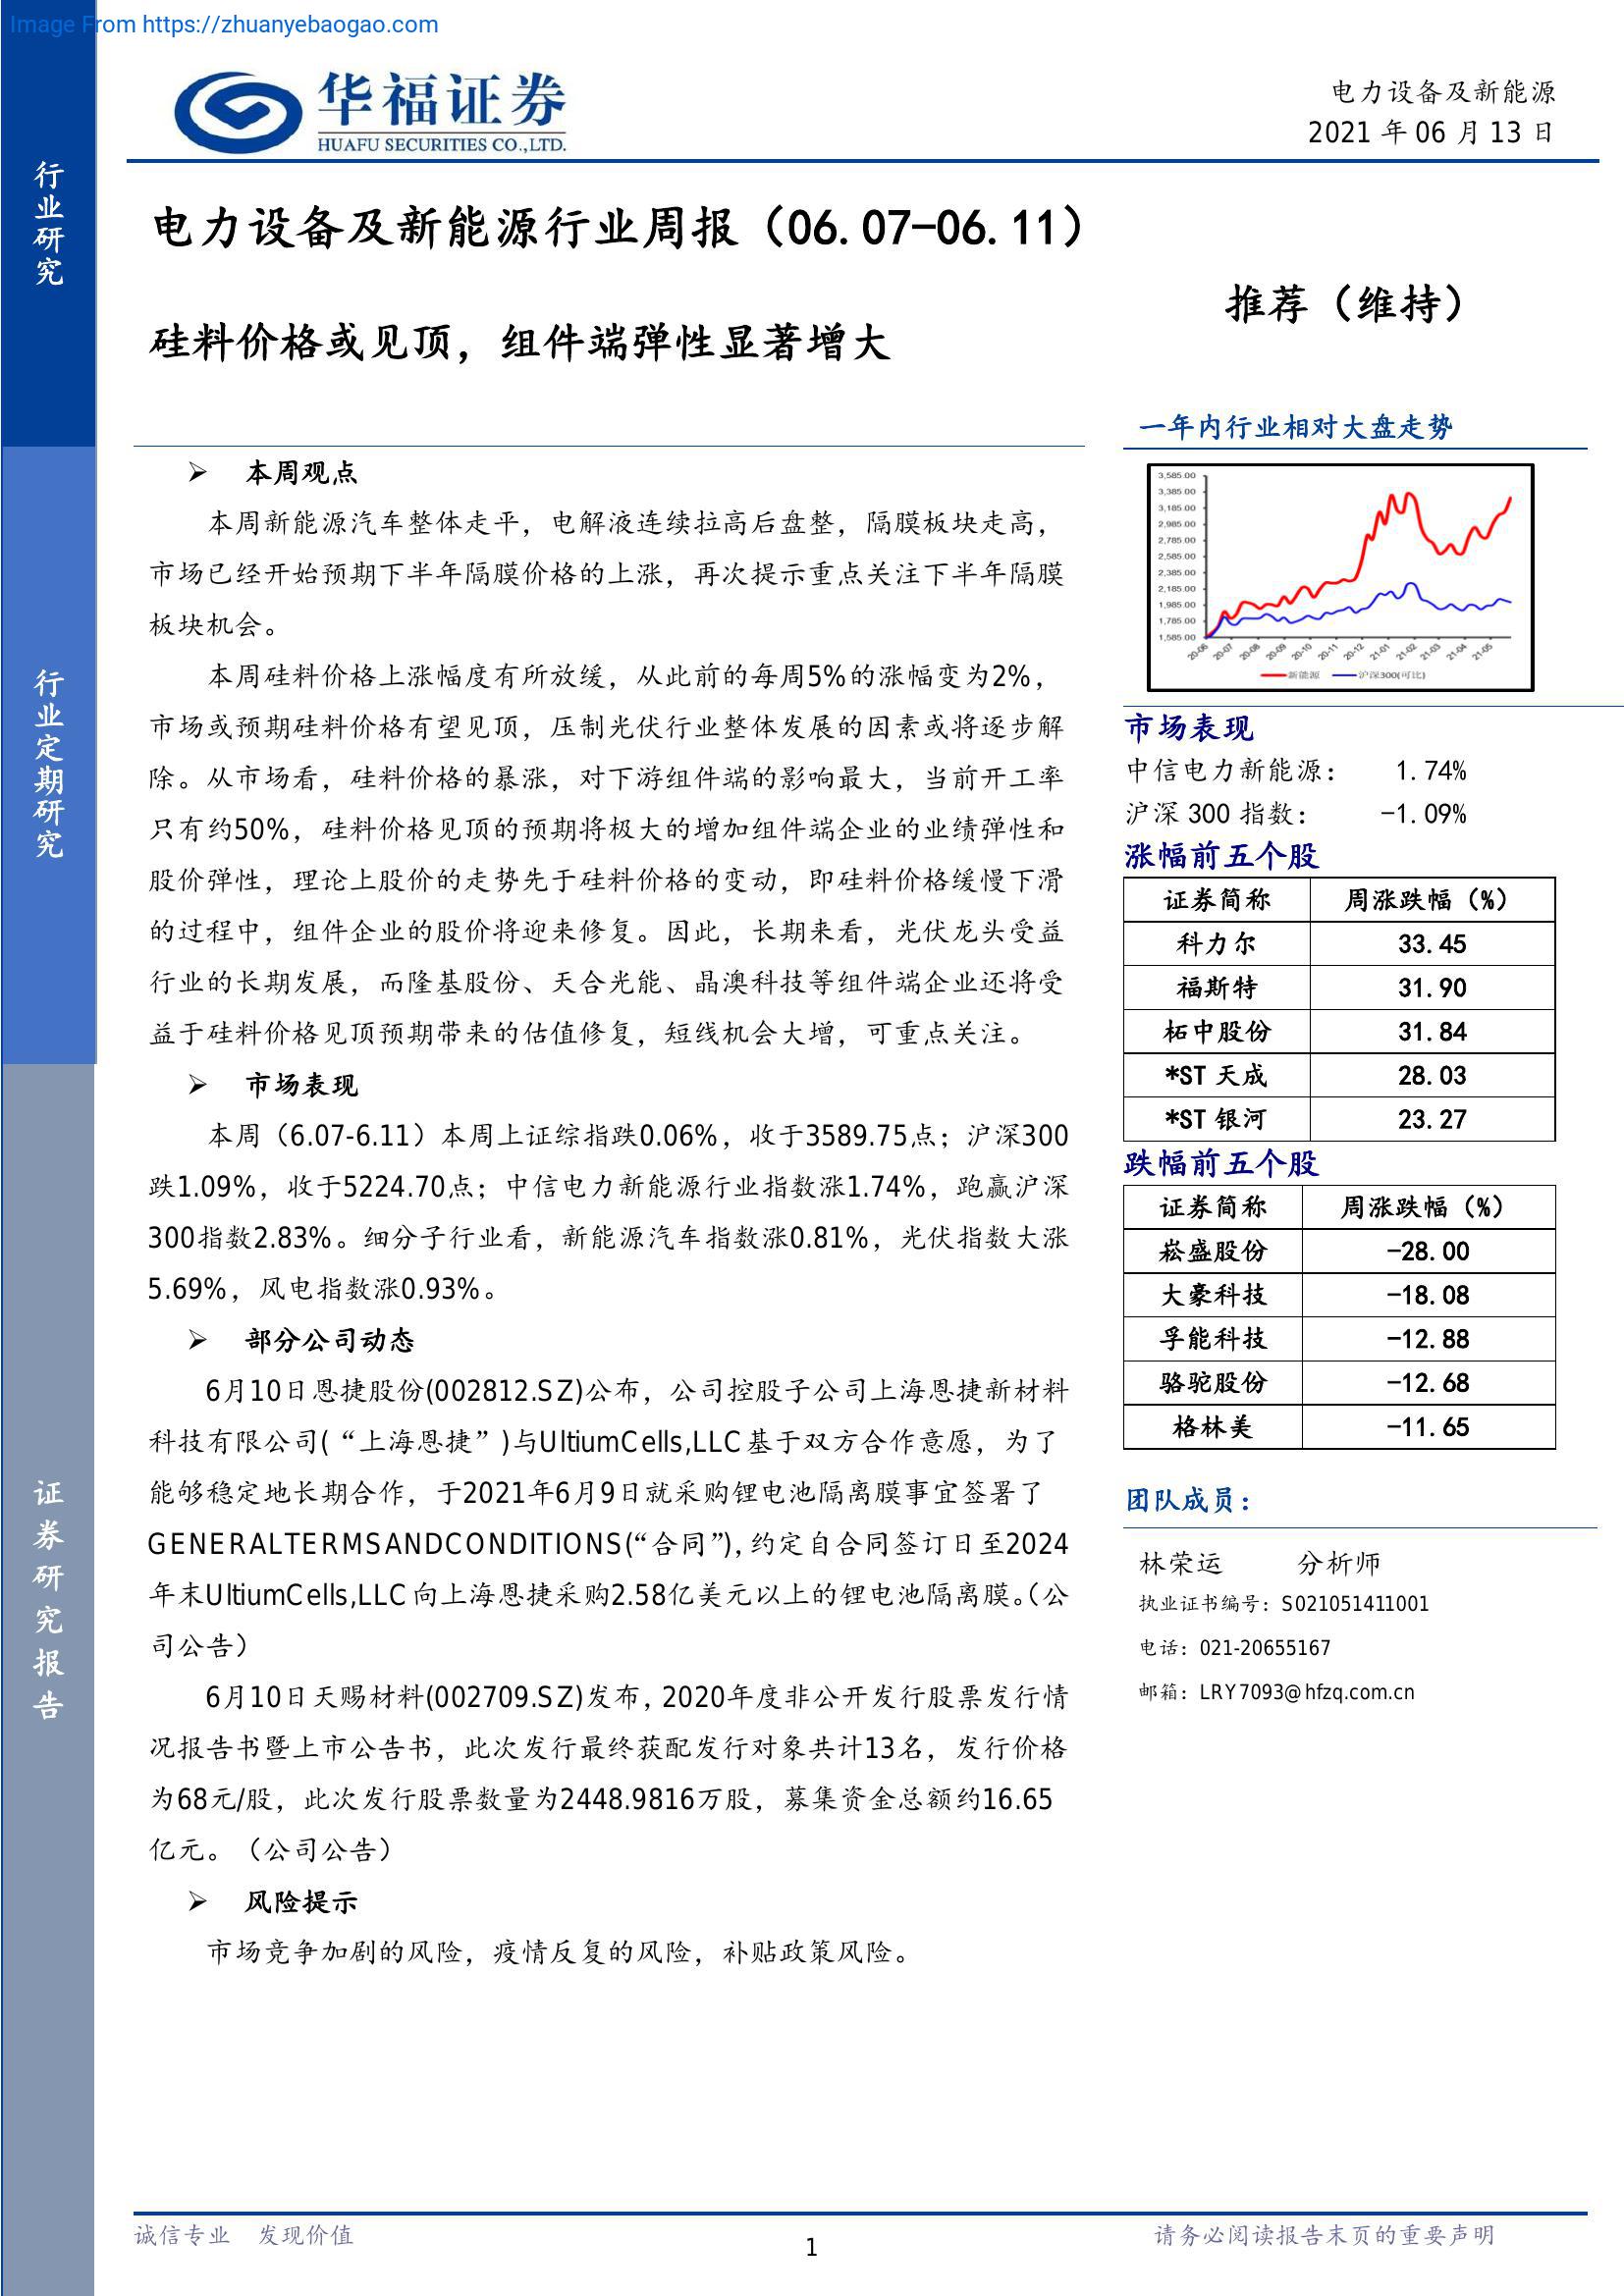 Image From https://zhuanyebaogao.com
华福证券
HUAFU SECURITIES CO.,LTD.
电力设备及新能源
2021 年 06 月 13 日
行业研究
行业定期研究
证券研究报告
电力设备及新能源行业周报（06.07-06.11）
硅料价格或见顶，组件端弹性显著增大
推荐（维持）
➢ 本周观点
本周新能源汽车整体走平，电解液连续拉高后盘整，隔膜板块走高，
市场已经开始预期下半年隔膜价格的上涨，再次提示重点关注下半年隔膜
板块机会。
本周硅料价格上涨幅度有所放缓，从此前的每周5%的涨幅变为2%，
市场或预期硅料价格有望见顶，压制光伏行业整体发展的因素或将逐步解
除。从市场看，硅料价格的暴涨，对下游组件端的影响最大，当前开工率
只有约50%，硅料价格见顶的预期将极大的增加组件端企业的业绩弹性和
股价弹性，理论上股价的走势先于硅料价格的变动，即硅料价格缓慢下滑
的过程中，组件企业的股价将迎来修复。因此，长期来看，光伏龙头受益
行业的长期发展，而隆基股份、天合光能、晶澳科技等组件端企业还将受
益于硅料价格见顶预期带来的估值修复，短线机会大增，可重点关注。
➢ 市场表现
本周（6.07-6.11）本周上证综指跌0.06%，收于3589.75点；沪深300
跌1.09%，收于5224.70点；中信电力新能源行业指数涨1.74%，跑赢沪深
300指数2.83%。细分子行业看，新能源汽车指数涨0.81%，光伏指数大涨
5.69%，风电指数涨0.93%。
➢ 部分公司动态
6月10日恩捷股份(002812.SZ)公布，公司控股子公司上海恩捷新材料
科技有限公司(“上海恩捷”)与UltiumCells,LLC基于双方合作意愿，为了
能够稳定地长期合作，于2021年6月9日就采购锂电池隔离膜事宜签署了
GENERALTERMSANDCONDITIONS(“合同”),约定自合同签订日至2024
年末UltiumCells,LLC向上海恩捷采购2.58亿美元以上的锂电池隔离膜。（公
司公告）
6月10日天赐材料(002709.SZ)发布，2020年度非公开发行股票发行情
况报告书暨上市公告书，此次发行最终获配发行对象共计13名，发行价格
为68元/股，此次发行股票数量为2448.9816万股，募集资金总额约16.65
亿元。（公司公告）
➢ 风险提示
市场竞争加剧的风险，疫情反复的风险，补贴政策风险。
一年内行业相对大盘走势
3,585.00
3,385.00
3,185.00
2,985.00
2,785.00
2,585.00
2,385.00
2,185.00
1,985.00
1,785.00
1,585.00
20-06 20-07 20-08 20-09 20-10 20-11 20-12 21-01 21-02 21-03 21-04 21-05
新能源 沪深300(可比)
市场表现
中信电力新能源： 1.74%
沪深 300 指数： -1.09%
涨幅前五个股
证券简称 周涨跌幅（%）
科力尔 33.45
福斯特 31.90
柘中股份 31.84
*ST 天成 28.03
*ST 银河 23.27
跌幅前五个股
证券简称 周涨跌幅（%）
崧盛股份 -28.00
大豪科技 -18.08
孚能科技 -12.88
骆驼股份 -12.68
格林美 -11.65
团队成员：
林荣运 分析师
执业证书编号：S021051411001
电话：021-20655167
邮箱：LRY7093@hfzq.com.cn
诚信专业 发现价值
1
请务必阅读报告末页的重要声明